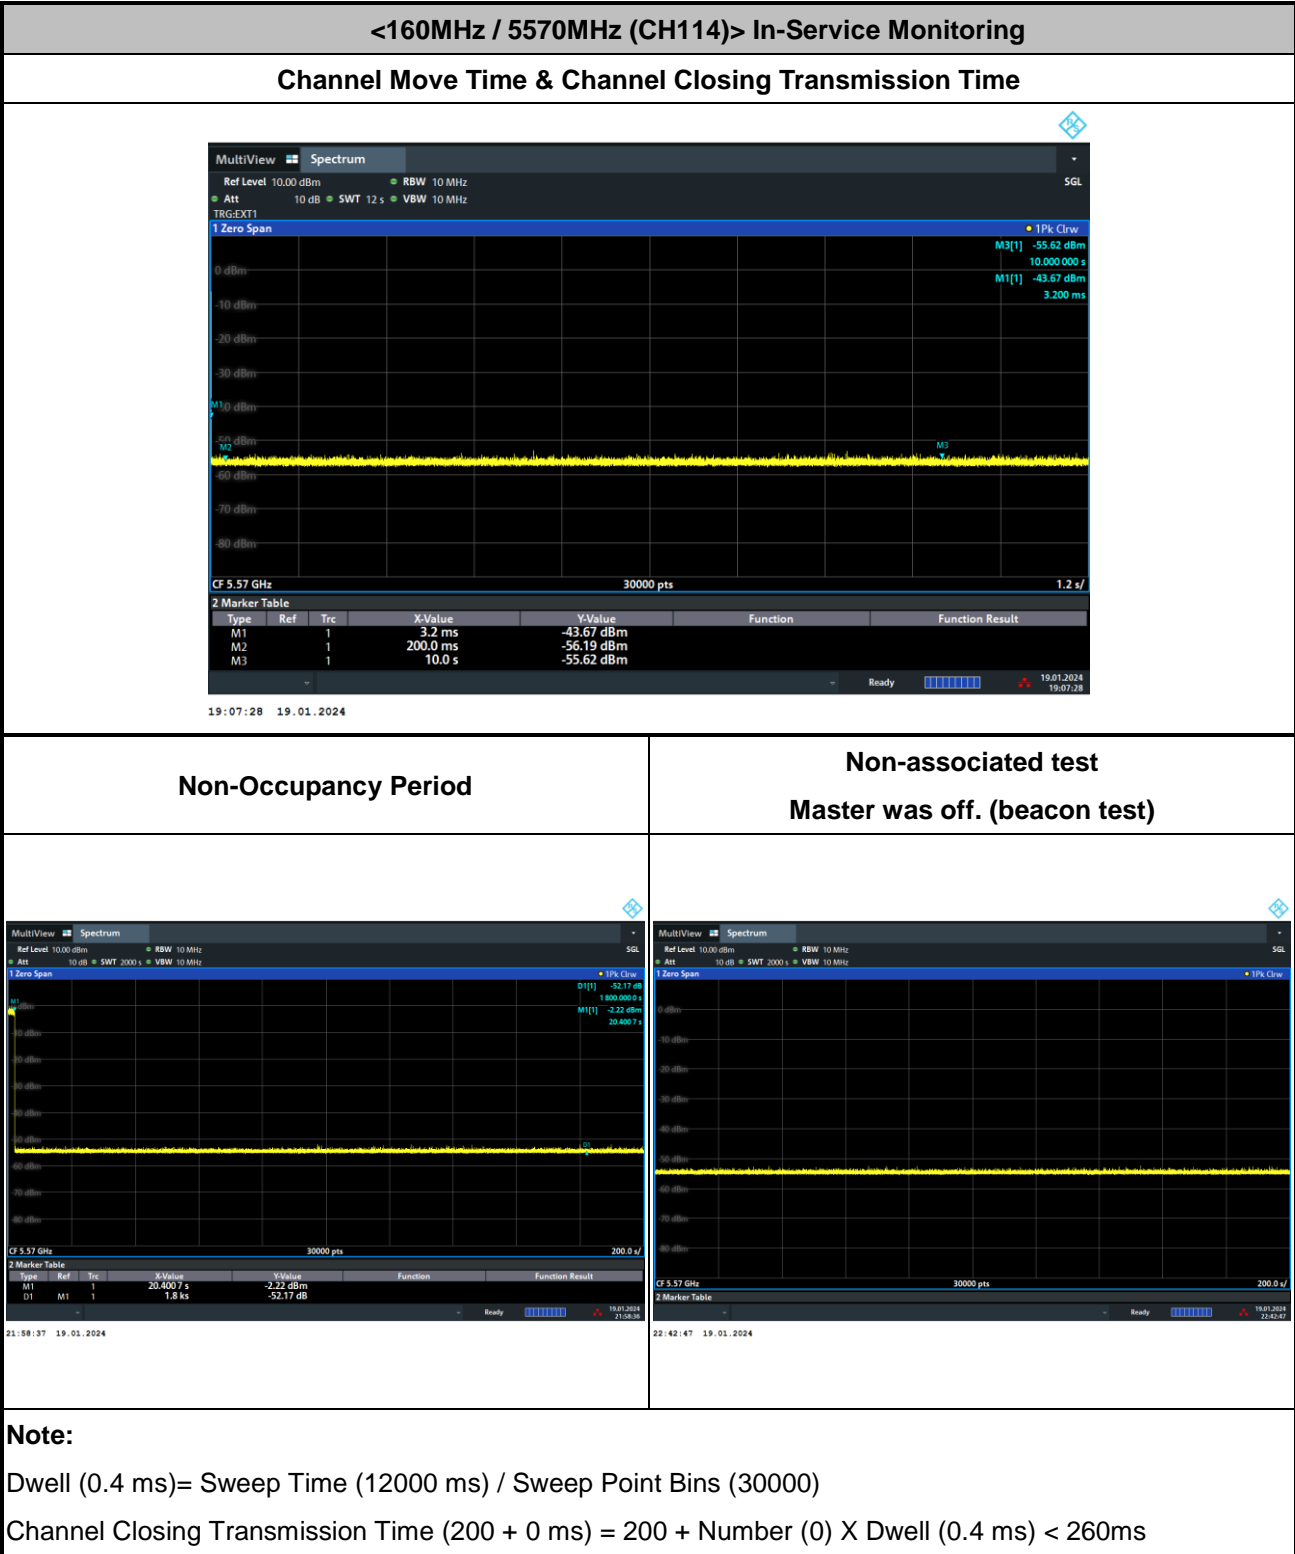 <160MHz / 5570MHz (CH114)> In-Service Monitoring
Channel Move Time & Channel Closing Transmission Time
MultiView Spectrum
Ref Level 10.00 dBm RBW 10 MHz SGL
Att 10 dB SWT 12 s VBW 10 MHz
TRG:EXT1
1 Zero Span 1Pk Clrw
M3[1] -55.62 dBm
10.000 000 s
M1[1] -43.67 dBm
3.200 ms
0 dBm
-10 dBm
-20 dBm
-30 dBm
M1
-50 dBm
M2
M3
-60 dBm
-70 dBm
-80 dBm
CF 5.57 GHz 30000 pts 1.2 s/
2 Marker Table
Type Ref Trc X-Value Y-Value Function Function Result
M1 1 3.2 ms -43.67 dBm
M2 1 200.0 ms -56.19 dBm
M3 1 10.0 s -55.62 dBm
Ready 19.01.2024
19:07:28
19:07:28 19.01.2024
Non-Occupancy Period
Non-associated test
Master was off. (beacon test)
MultiView Spectrum
Ref Level 10.00 dBm RBW 10 MHz SGL
Att 10 dB SWT 2000 s VBW 10 MHz
1 Zero Span 1Pk Clrw
D1[1] -52.17 dB
1 800.000 0 s
M1[1] -2.22 dBm
20.400 7 s
M1
D1
CF 5.57 GHz 30000 pts 200.0 s/
2 Marker Table
Type Ref Trc X-Value Y-Value Function Function Result
M1 1 20.400 7 s -2.22 dBm
D1 M1 1 1.8 ks -52.17 dB
Ready 19.01.2024
21:58:36
21:58:37 19.01.2024
MultiView Spectrum
Ref Level 10.00 dBm RBW 10 MHz SGL
Att 10 dB SWT 2000 s VBW 10 MHz
1 Zero Span 1Pk Clrw
0 dBm
-10 dBm
-20 dBm
-30 dBm
-40 dBm
-50 dBm
-60 dBm
-70 dBm
-80 dBm
CF 5.57 GHz 30000 pts 200.0 s/
2 Marker Table
Ready 19.01.2024
22:42:47
22:42:47 19.01.2024
Note:
Dwell (0.4 ms)= Sweep Time (12000 ms) / Sweep Point Bins (30000)
Channel Closing Transmission Time (200 + 0 ms) = 200 + Number (0) X Dwell (0.4 ms) < 260ms